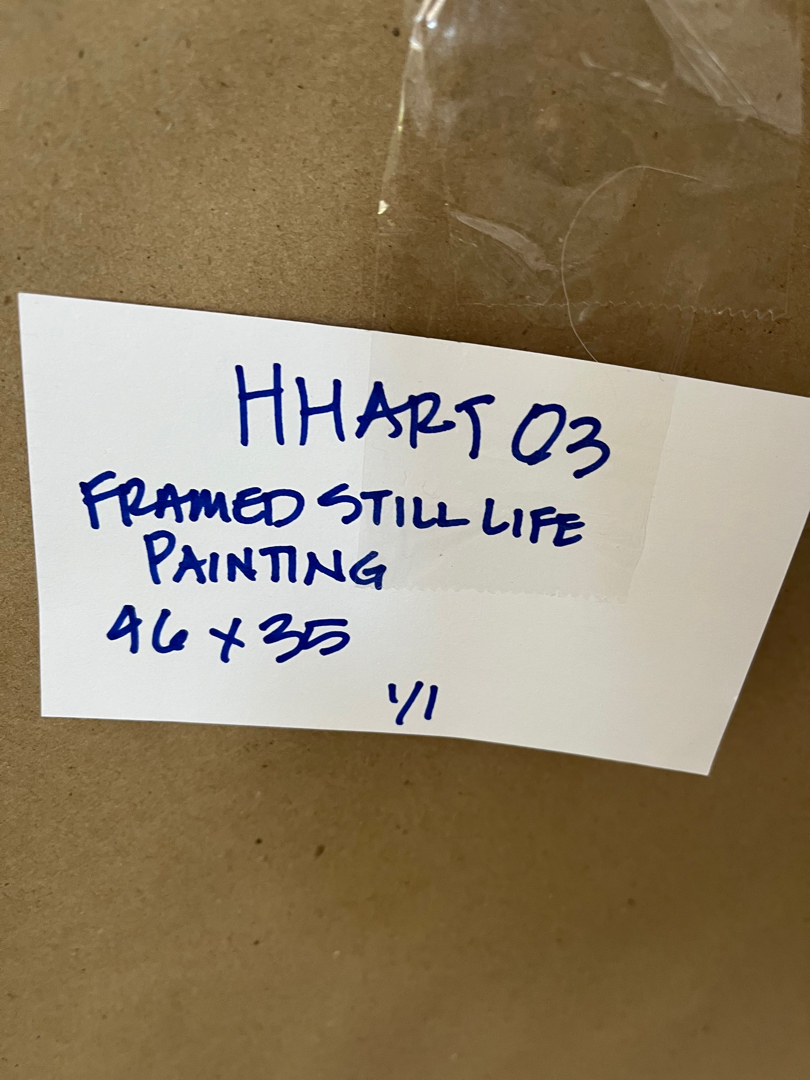 HHART 03
FRAMED STILL LIFE
PAINTING
46 x 35
1/1